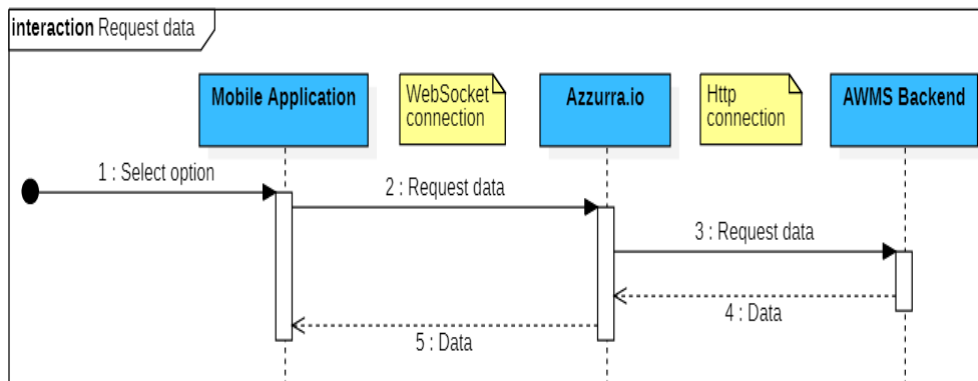 interaction Request data
Mobile Application
WebSocket
connection
Azzurra.io
Http
connection
AWMS Backend
1 : Select option
2 : Request data
3 : Request data
4 : Data
5 : Data